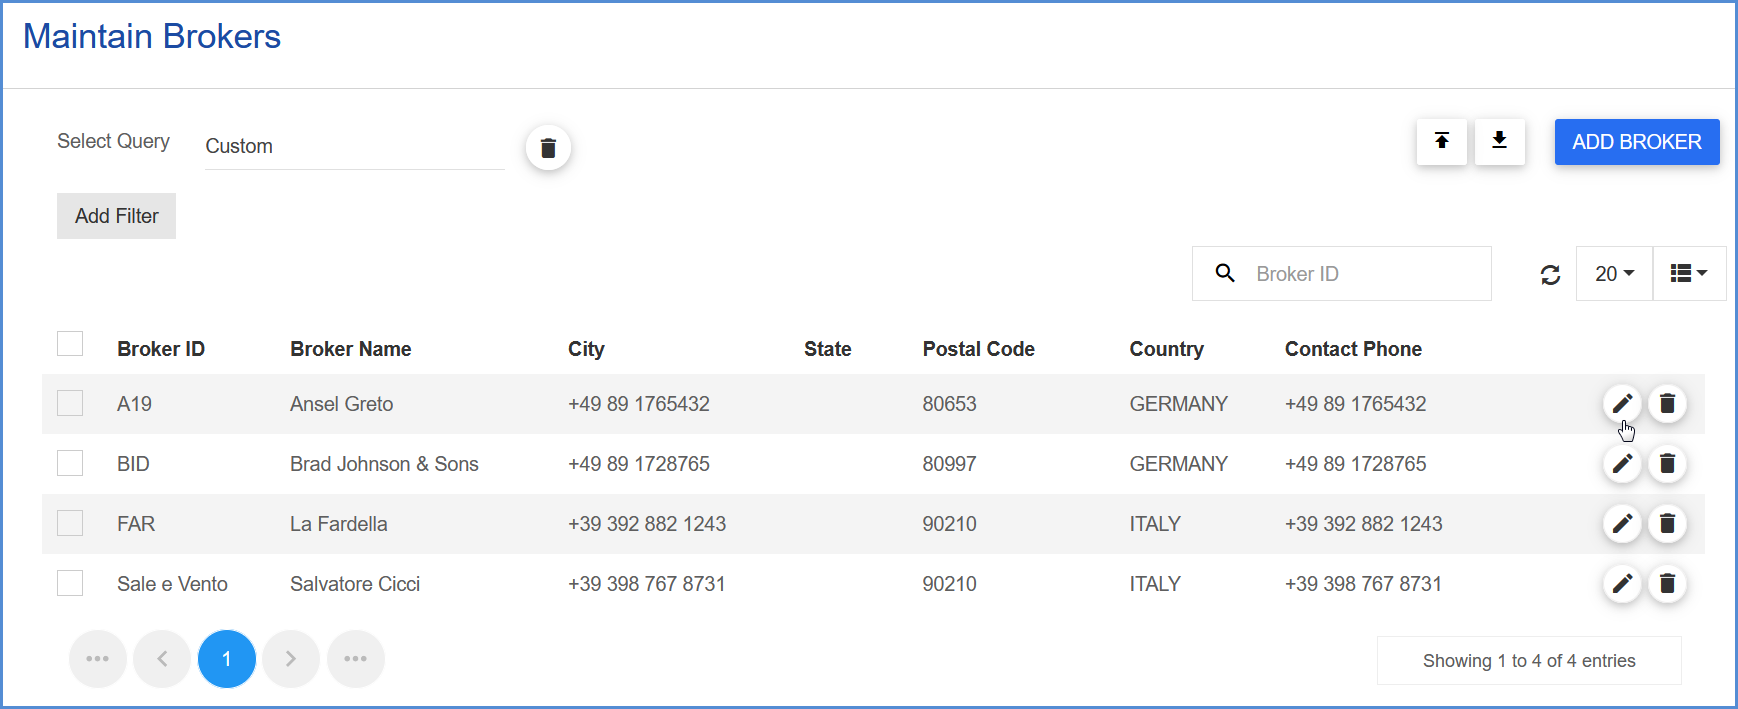 Maintain Brokers
Select Query Custom ADD BROKER
Add Filter
Broker ID 20
Broker ID Broker Name City State Postal Code Country Contact Phone
A19 Ansel Greto +49 89 1765432 80653 GERMANY +49 89 1765432
BID Brad Johnson & Sons +49 89 1728765 80997 GERMANY +49 89 1728765
FAR La Fardella +39 392 882 1243 90210 ITALY +39 392 882 1243
Sale e Vento Salvatore Cicci +39 398 767 8731 90210 ITALY +39 398 767 8731
1 Showing 1 to 4 of 4 entries